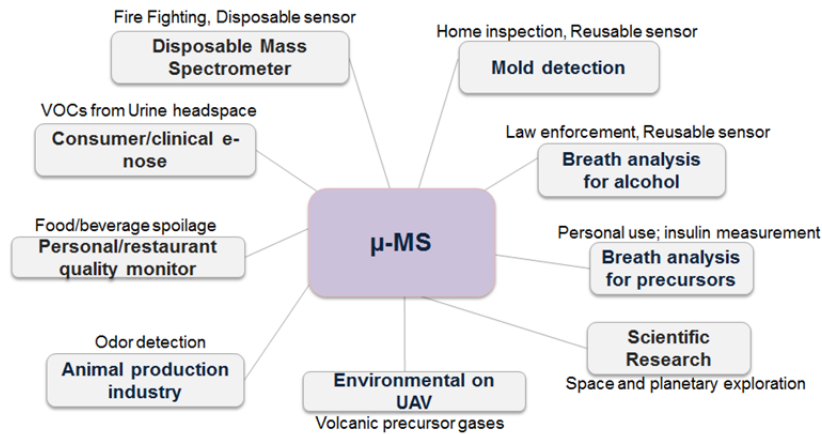 Fire Fighting, Disposable sensor
Disposable Mass
Spectrometer
Home inspection, Reusable sensor
Mold detection
VOCs from Urine headspace
Consumer/clinical e-
nose
Law enforcement, Reusable sensor
Breath analysis
for alcohol
μ-MS
Food/beverage spoilage
Personal/restaurant
quality monitor
Personal use; insulin measurement
Breath analysis
for precursors
Odor detection
Animal production
industry
Environmental on
UAV
Volcanic precursor gases
Scientific
Research
Space and planetary exploration